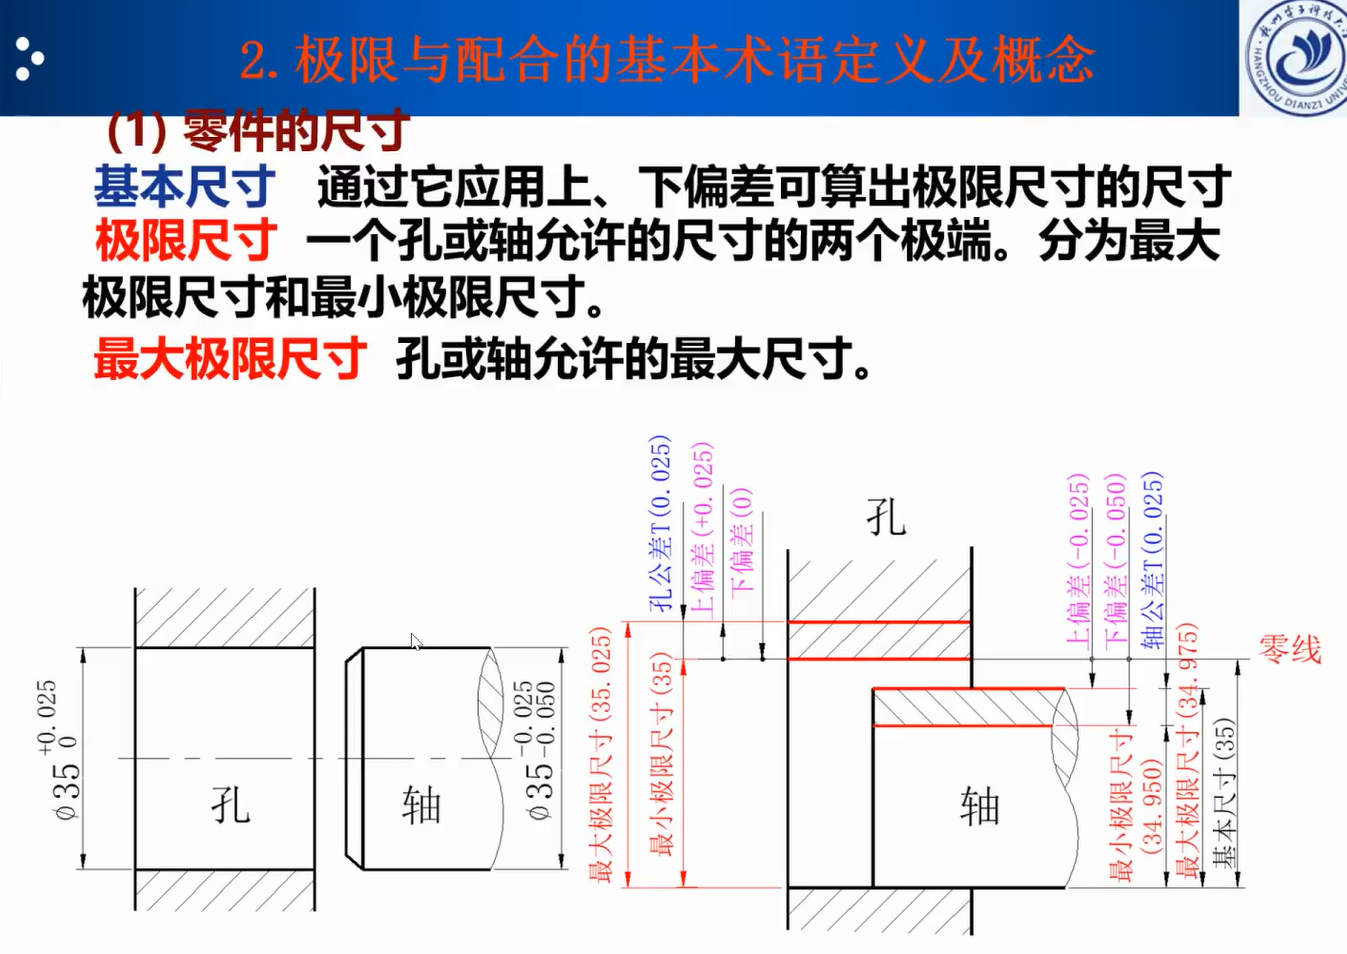 2.极限与配合的基本术语定义及概念
HANGZHOU DIANZI UNIV
(1) 零件的尺寸
基本尺寸 通过它应用上、下偏差可算出极限尺寸的尺寸
极限尺寸 一个孔或轴允许的尺寸的两个极端。分为最大
极限尺寸和最小极限尺寸。
最大极限尺寸 孔或轴允许的最大尺寸。
φ35 +0.025 0
孔
轴
φ35 -0.025 -0.050
最大极限尺寸(35.025)
最小极限尺寸(35)
孔公差T(0.025)
上偏差(+0.025)
下偏差(0)
孔
轴
上偏差(-0.025)
下偏差(-0.050)
轴公差T(0.025)
最小极限尺寸
(34.950)
最大极限尺寸(34.975)
基本尺寸(35)
零线